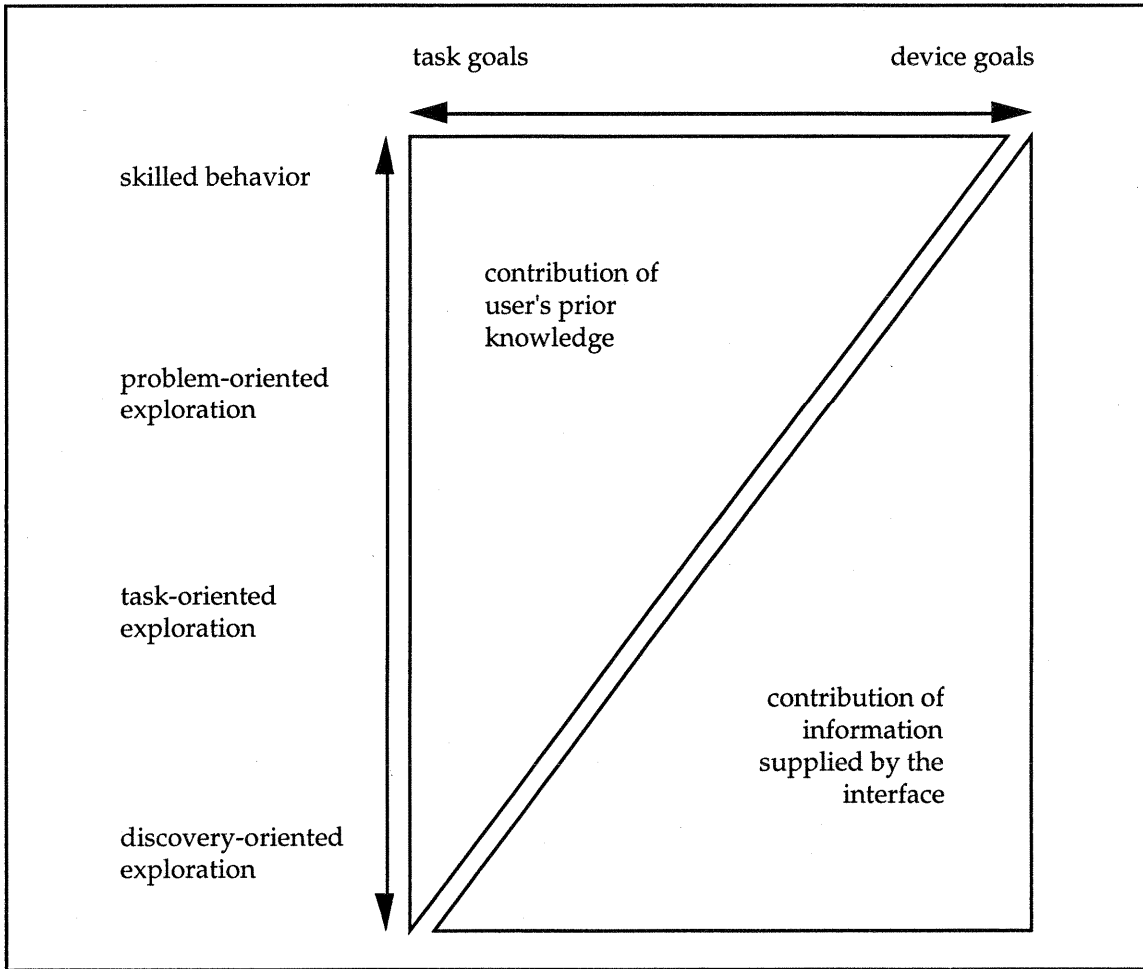 task goals
device goals
skilled behavior
contribution of
user's prior
knowledge
problem-oriented
exploration
task-oriented
exploration
contribution of
information
supplied by the
interface
discovery-oriented
exploration